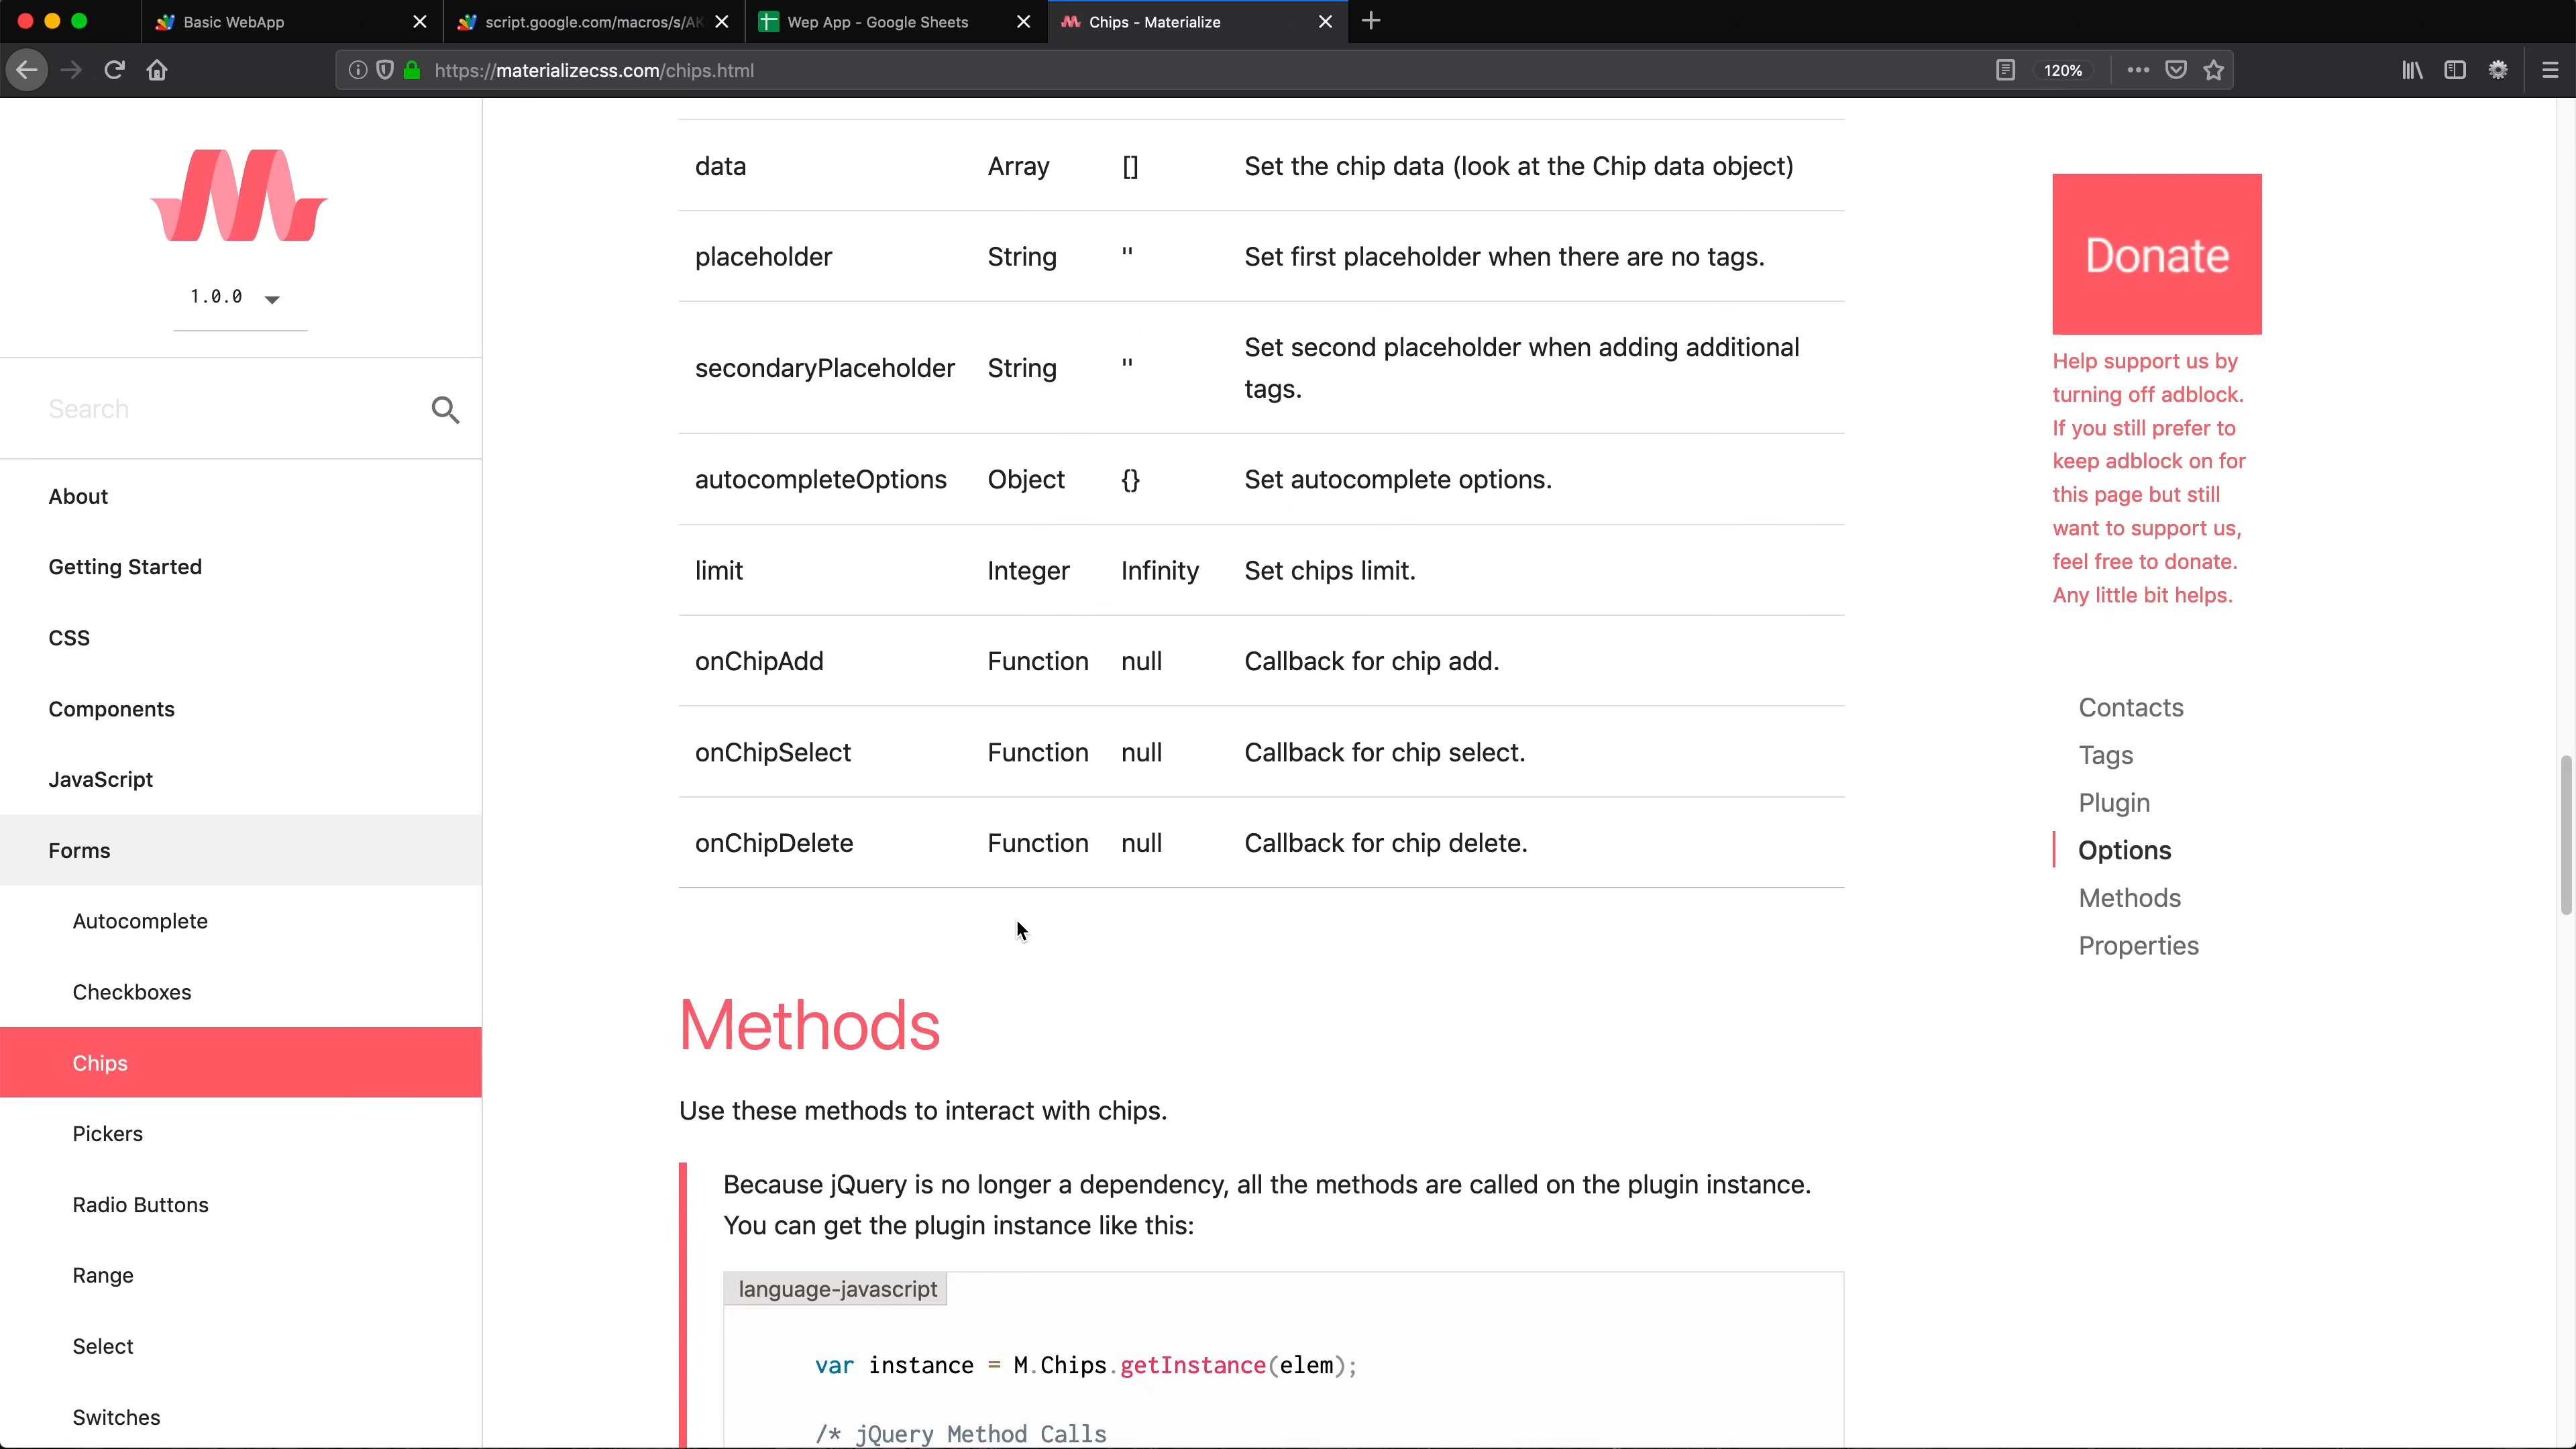 Basic WebApp
script.google.com/macros/s/AK
Wep App - Google Sheets
Chips - Materialize
https://materializecss.com/chips.html
120%
1.0.0
Search
About
Getting Started
CSS
Components
JavaScript
Forms
Autocomplete
Checkboxes
Chips
Pickers
Radio Buttons
Range
Select
Switches
data Array [] Set the chip data (look at the Chip data object)
placeholder String '' Set first placeholder when there are no tags.
secondaryPlaceholder String '' Set second placeholder when adding additional
tags.
autocompleteOptions Object {} Set autocomplete options.
limit Integer Infinity Set chips limit.
onChipAdd Function null Callback for chip add.
onChipSelect Function null Callback for chip select.
onChipDelete Function null Callback for chip delete.
Methods
Use these methods to interact with chips.
Because jQuery is no longer a dependency, all the methods are called on the plugin instance.
You can get the plugin instance like this:
language-javascript
var instance = M.Chips.getInstance(elem);
/* jQuery Method Calls
Donate
Help support us by
turning off adblock.
If you still prefer to
keep adblock on for
this page but still
want to support us,
feel free to donate.
Any little bit helps.
Contacts
Tags
Plugin
Options
Methods
Properties